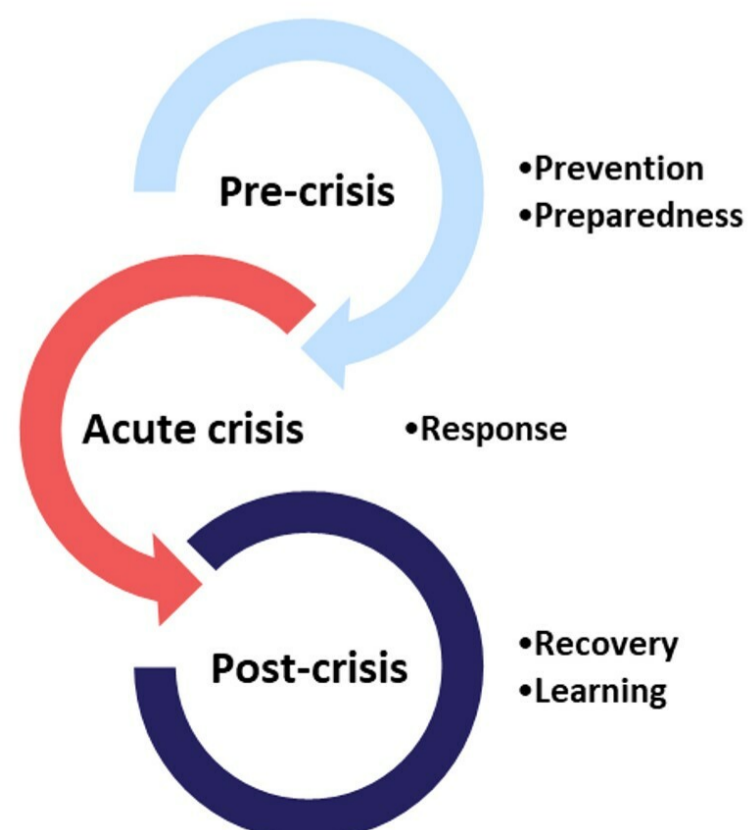 Pre-crisis
•Prevention
•Preparedness
Acute crisis
•Response
Post-crisis
•Recovery
•Learning